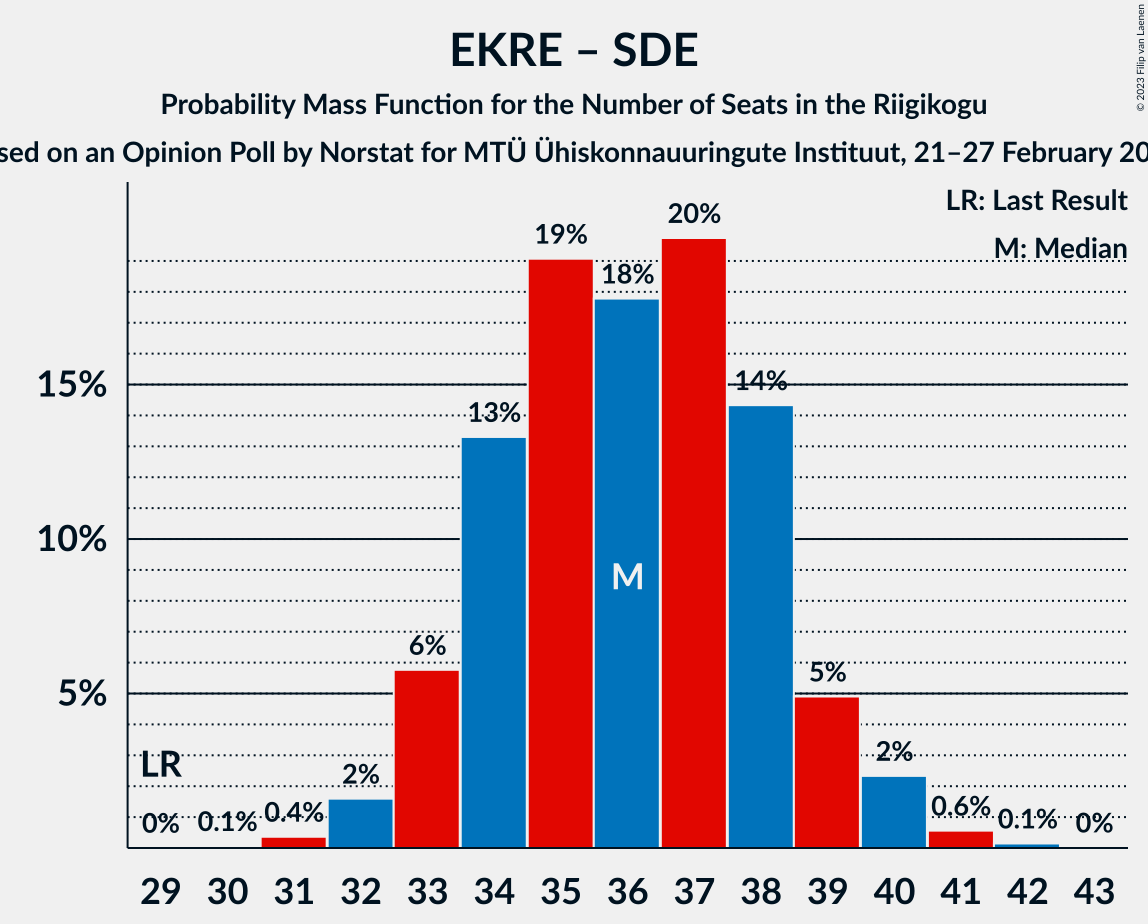 EKRE – SDE
Probability Mass Function for the Number of Seats in the Riigikogu
sed on an Opinion Poll by Norstat for MTÜ Ühiskonnauuringute Instituut, 21–27 February 20
© 2023 Filip van Laenen
LR: Last Result
M: Median
20%
19%
18%
15%
14%
13%
10%
M
6%
5%
5%
LR
2%
2%
0%
0.1%
0.4%
0.6%
0.1%
0%
29 30 31 32 33 34 35 36 37 38 39 40 41 42 43